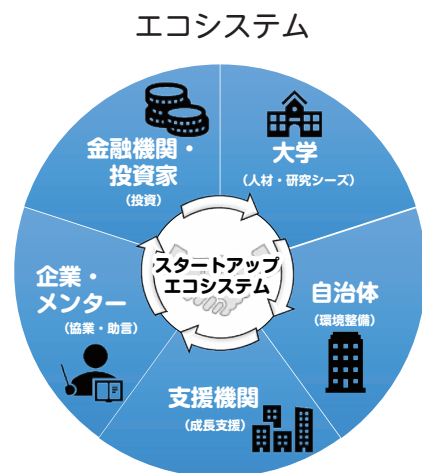 エコシステム
金融機関・
投資家
（投資）
大学
（人材・研究シーズ）
スタートアップ
エコシステム
企業・
メンター
（協業・助言）
自治体
（環境整備）
支援機関
（成長支援）